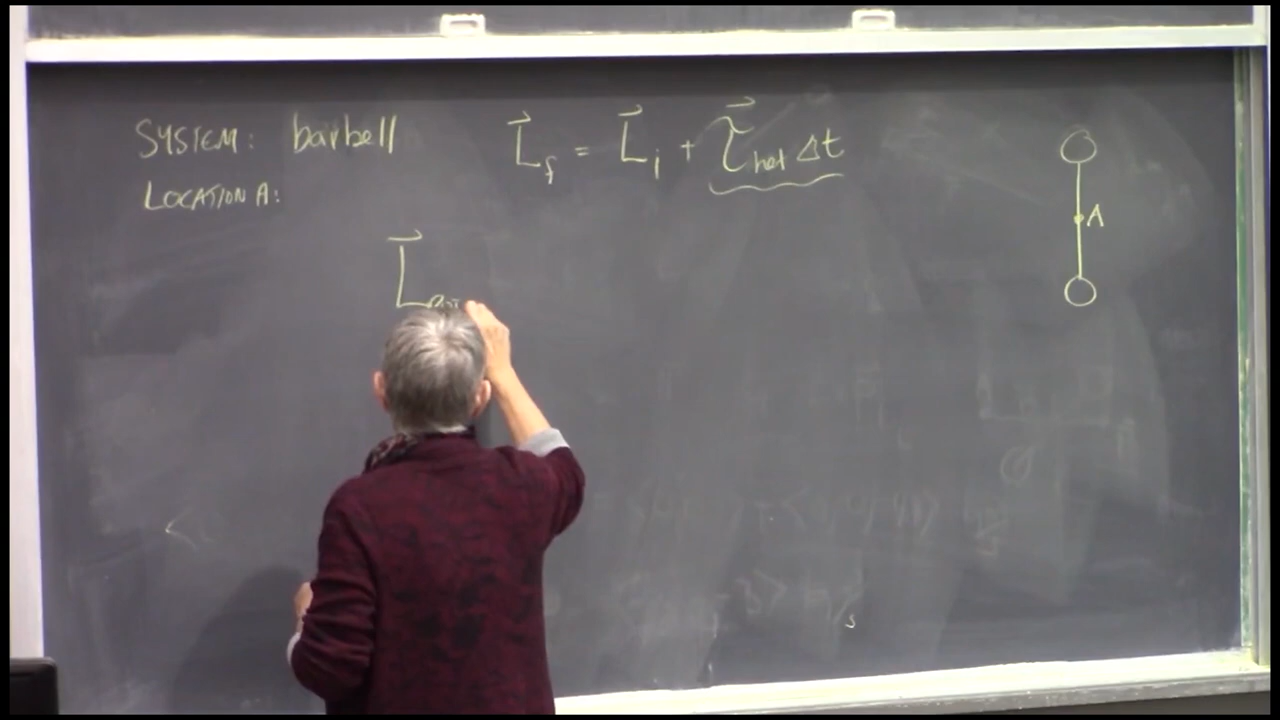 SYSTEM: barbell
L⃗f = L⃗i + τ⃗net Δt
LOCATION A:
A
L⃗